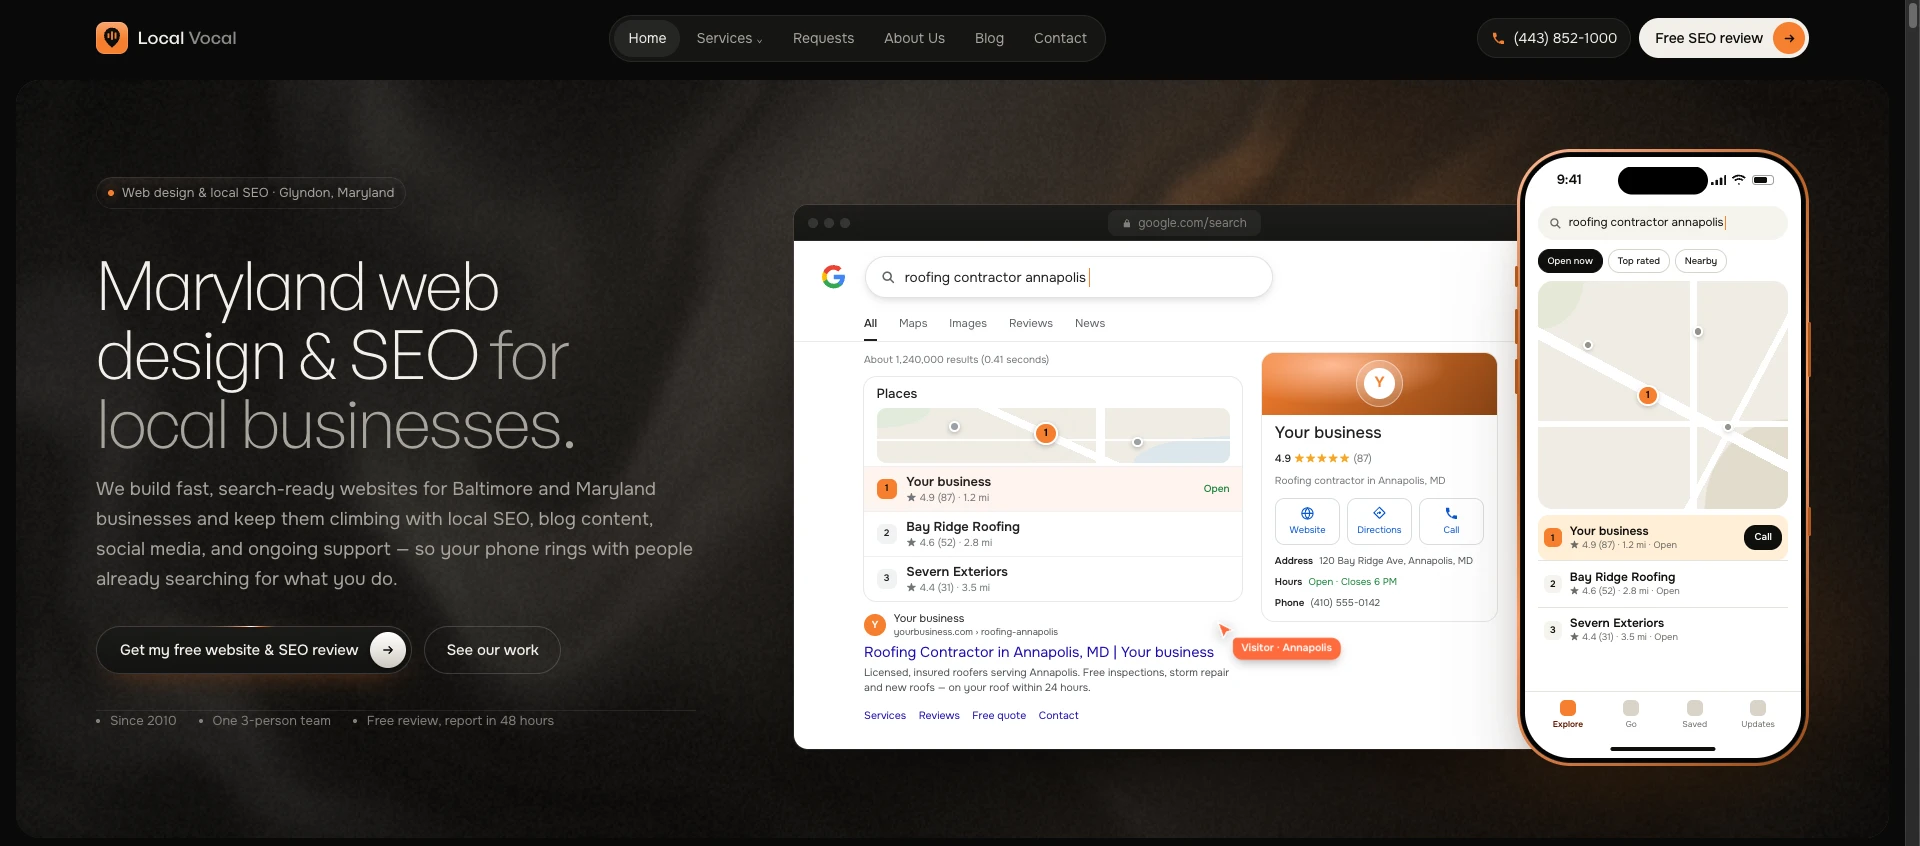 Local Vocal
Home
Services
Requests
About Us
Blog
Contact
(443) 852-1000
Free SEO review
Web design & local SEO · Glyndon, Maryland
Maryland web
design & SEO for
local businesses.
We build fast, search-ready websites for Baltimore and Maryland
businesses and keep them climbing with local SEO, blog content,
social media, and ongoing support — so your phone rings with people
already searching for what you do.
Get my free website & SEO review
See our work
Since 2010
One 3-person team
Free review, report in 48 hours
google.com/search
roofing contractor annapolis
All
Maps
Images
Reviews
News
About 1,240,000 results (0.41 seconds)
Places
1
1
Your business
★ 4.9 (87) · 1.2 mi
Open
2
Bay Ridge Roofing
★ 4.6 (52) · 2.8 mi
3
Severn Exteriors
★ 4.4 (31) · 3.5 mi
Y
Your business
yourbusiness.com › roofing-annapolis
Roofing Contractor in Annapolis, MD | Your business
Licensed, insured roofers serving Annapolis. Free inspections, storm repair
and new roofs — on your roof within 24 hours.
Services
Reviews
Free quote
Contact
Y
Your business
4.9 ★★★★★ (87)
Roofing contractor in Annapolis, MD
Website
Directions
Call
Address 120 Bay Ridge Ave, Annapolis, MD
Hours Open · Closes 6 PM
Phone (410) 555-0142
Visitor · Annapolis
9:41
roofing contractor annapolis
Open now
Top rated
Nearby
1
1
Your business
★ 4.9 (87) · 1.2 mi · Open
Call
2
Bay Ridge Roofing
★ 4.6 (52) · 2.8 mi · Open
3
Severn Exteriors
★ 4.4 (31) · 3.5 mi · Open
Explore
Go
Saved
Updates